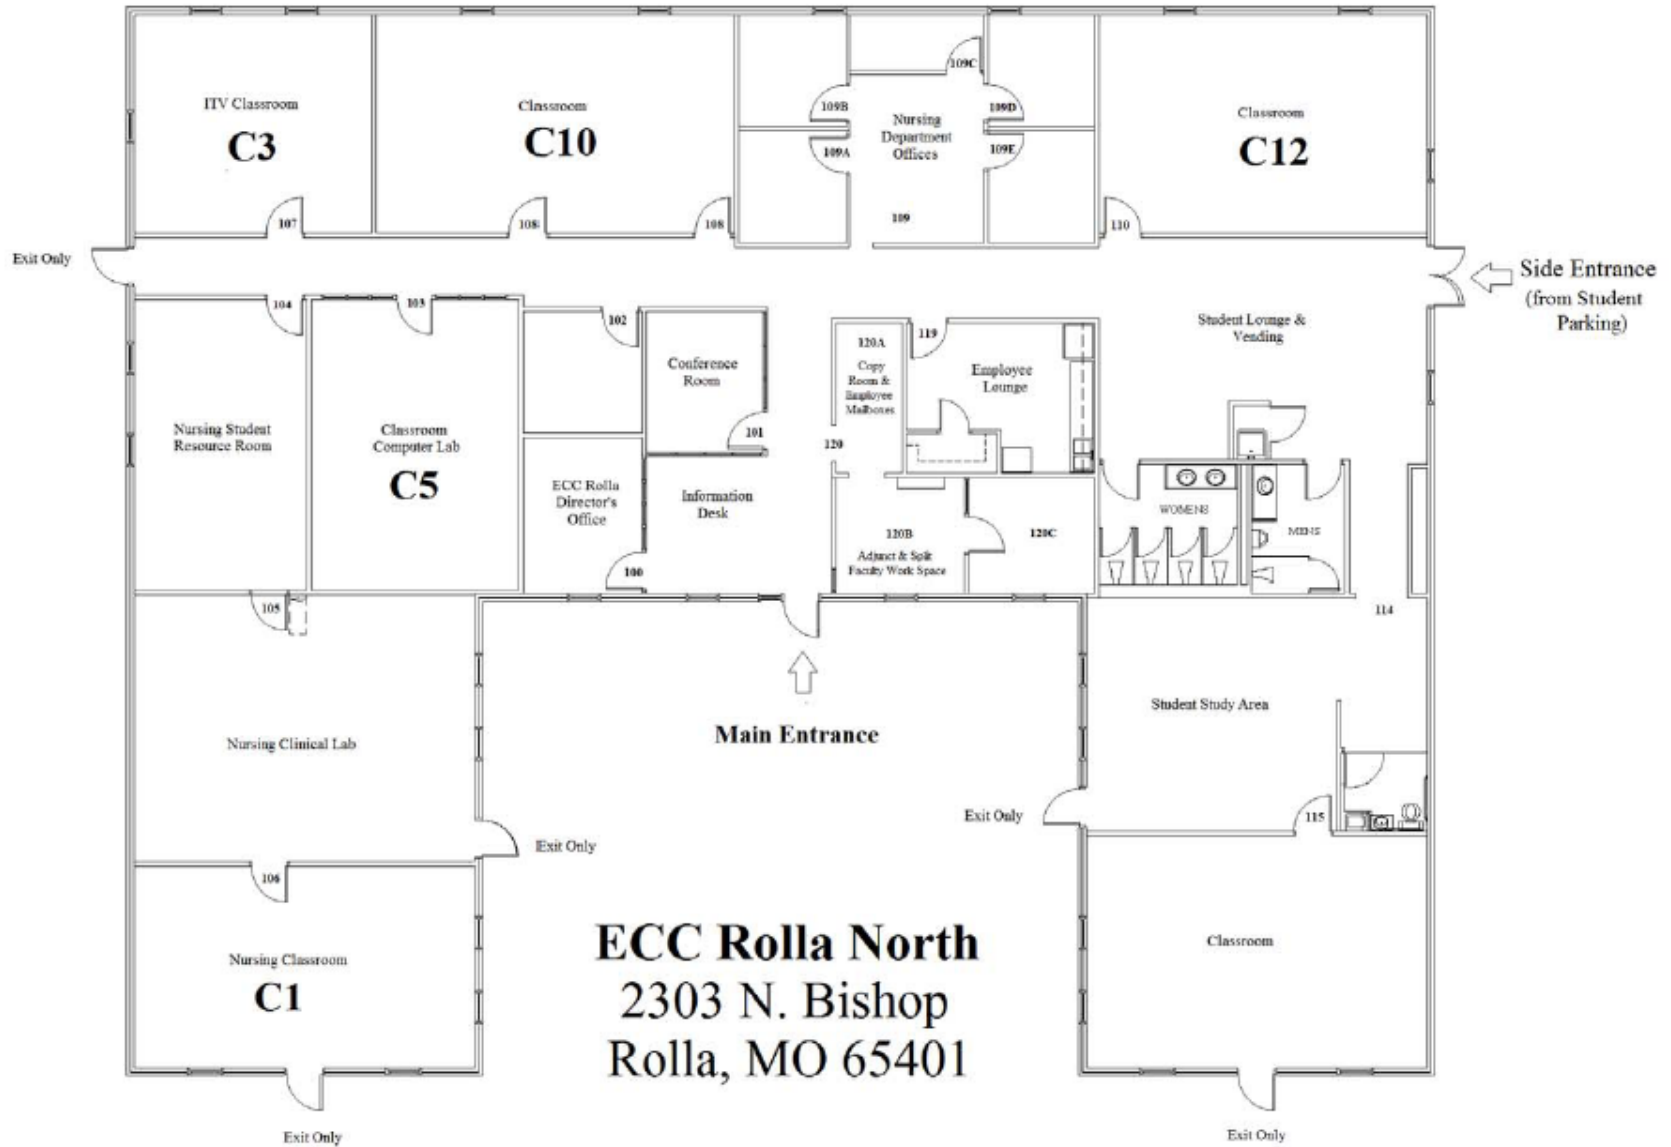 ITV Classroom
C3
107
Classroom
C10
108
108
109B
109A
109C
109D
109E
Nursing
Department
Offices
109
Classroom
C12
110
Exit Only
Side Entrance
(from Student
Parking)
104
103
102
Conference
Room
101
120A
Copy
Room &
Employee
Mailboxes
119
Employee
Lounge
Student Lounge &
Vending
Nursing Student
Resource Room
Classroom
Computer Lab
C5
ECC Rolla
Director's
Office
100
Information
Desk
120
120B
Adjunct & Split
Faculty Work Space
120C
WOMENS
MENS
105
114
Main Entrance
Nursing Clinical Lab
Student Study Area
Exit Only
Exit Only
115
106
Nursing Classroom
C1
ECC Rolla North
2303 N. Bishop
Rolla, MO 65401
Classroom
Exit Only
Exit Only